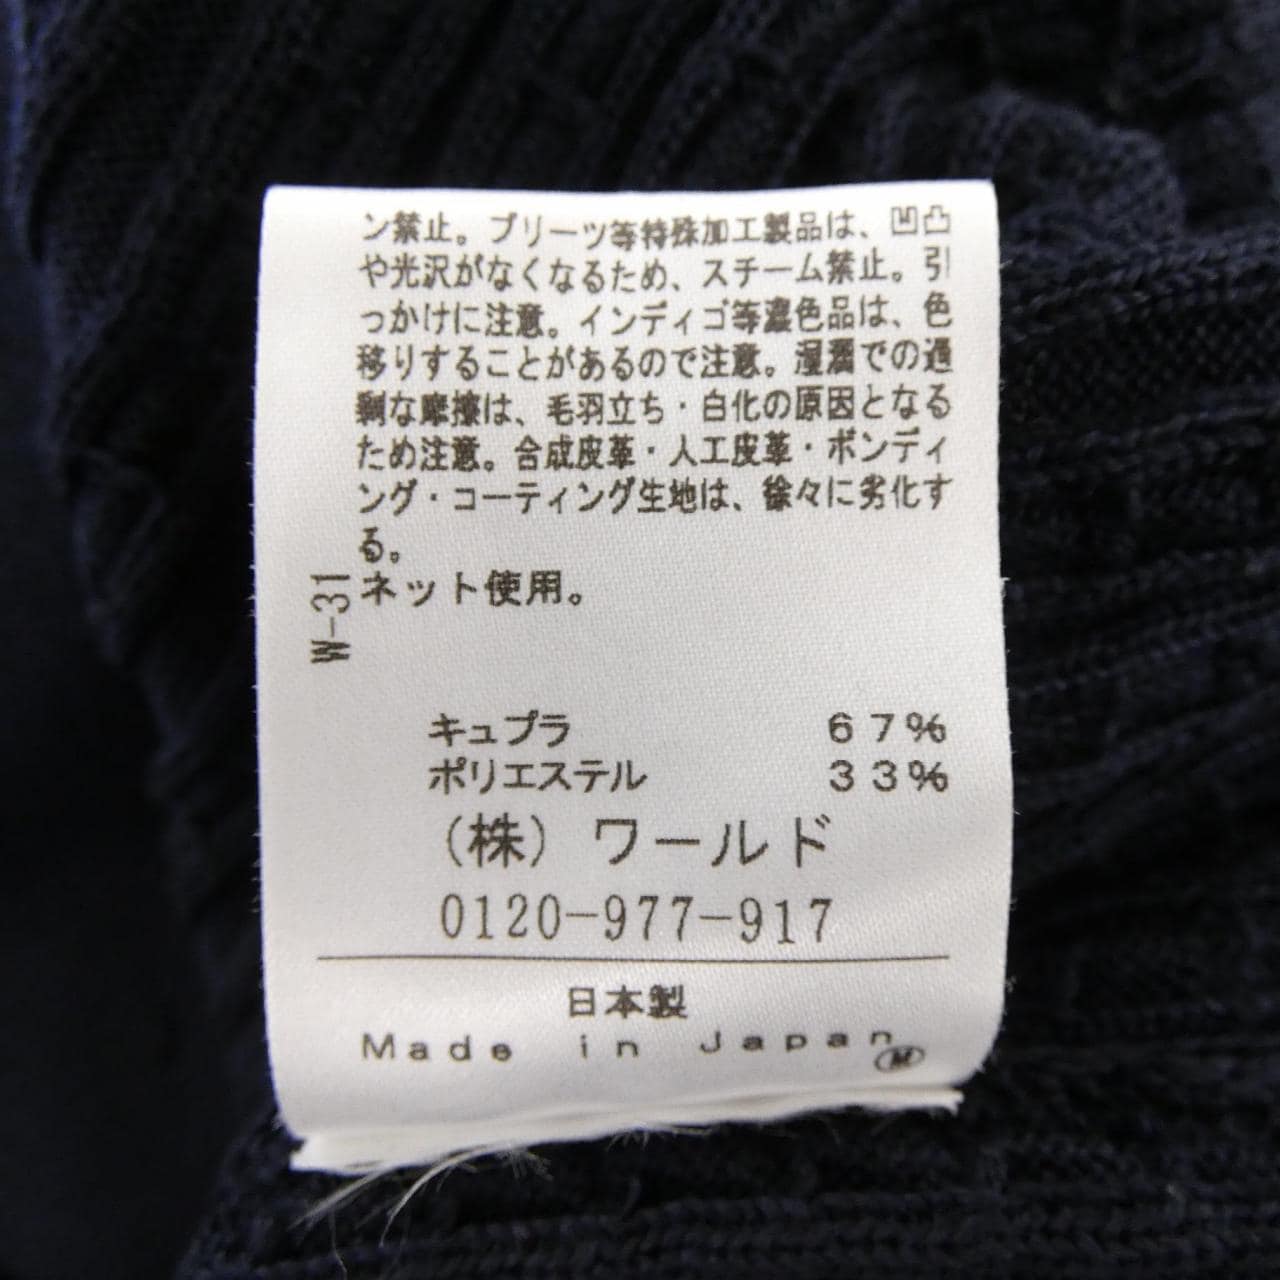 ン禁止。プリーツ等特殊加工製品は、凹凸
や光沢がなくなるため、スチーム禁止。引
っかけに注意。インディゴ等濃色品は、色
移りすることがあるので注意。湿潤での過
剰な摩擦は、毛羽立ち・白化の原因となる
ため注意。合成皮革・人工皮革・ボンディ
ング・コーティング生地は、徐々に劣化す
る。
ネット使用。
W-31
キュプラ 67%
ポリエステル 33%
(株)ワールド
0120-977-917
日本製
Made in Japan
M